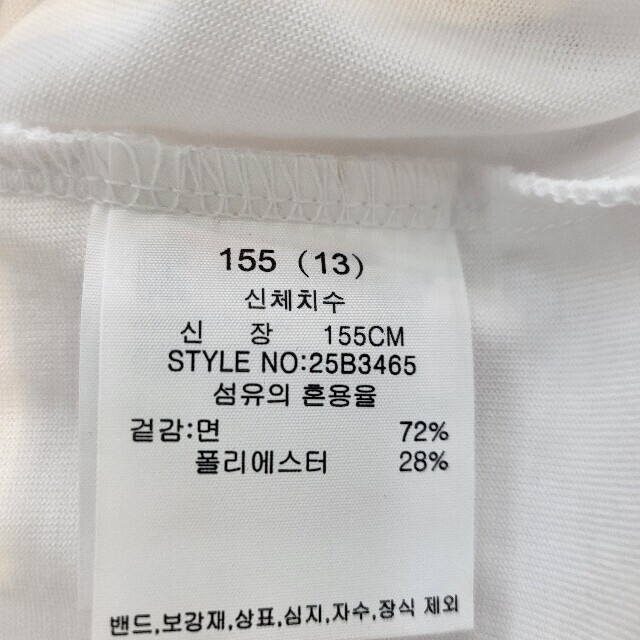 155 (13)
신체치수
신 장 155CM
STYLE NO:25B3465
섬유의 혼용율
겉감:면 72%
폴리에스터 28%
밴드,보강재,상표,심지,자수,장식 제외